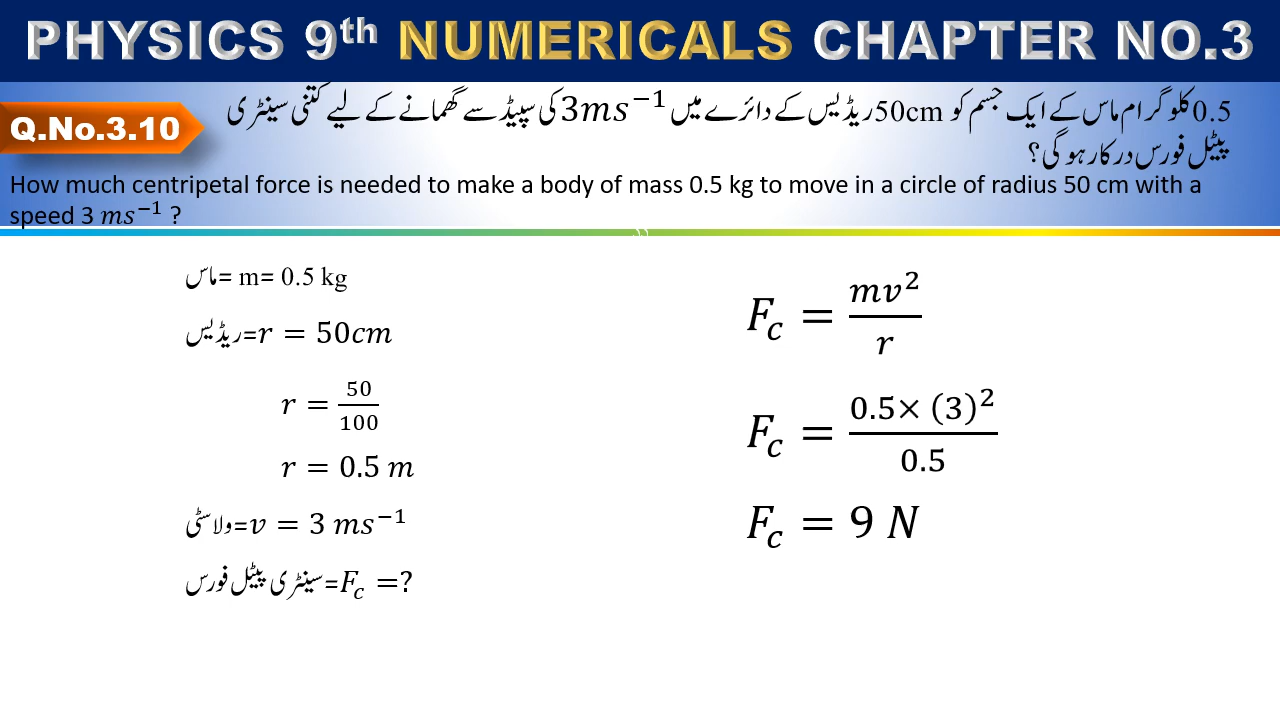 PHYSICS 9th NUMERICALS CHAPTER NO.3
Q.No.3.10
0.5 کلوگرام ماس کے ایک جسم کو 50cm ریڈیس کے دائرے میں 3ms⁻¹ کی سپیڈ سے گھمانے کے لیے کتنی سینٹری
پیٹل فورس درکار ہو گی؟
How much centripetal force is needed to make a body of mass 0.5 kg to move in a circle of radius 50 cm with a
speed 3 ms⁻¹ ?
ماس= m= 0.5 kg
ریڈیس=r = 50cm
r = 50/100
r = 0.5 m
ولاسٹی=v = 3 ms⁻¹
سینٹری پیٹل فورس=F_c =?
F_c = mv²/r
F_c = 0.5× (3)²/0.5
F_c = 9 N